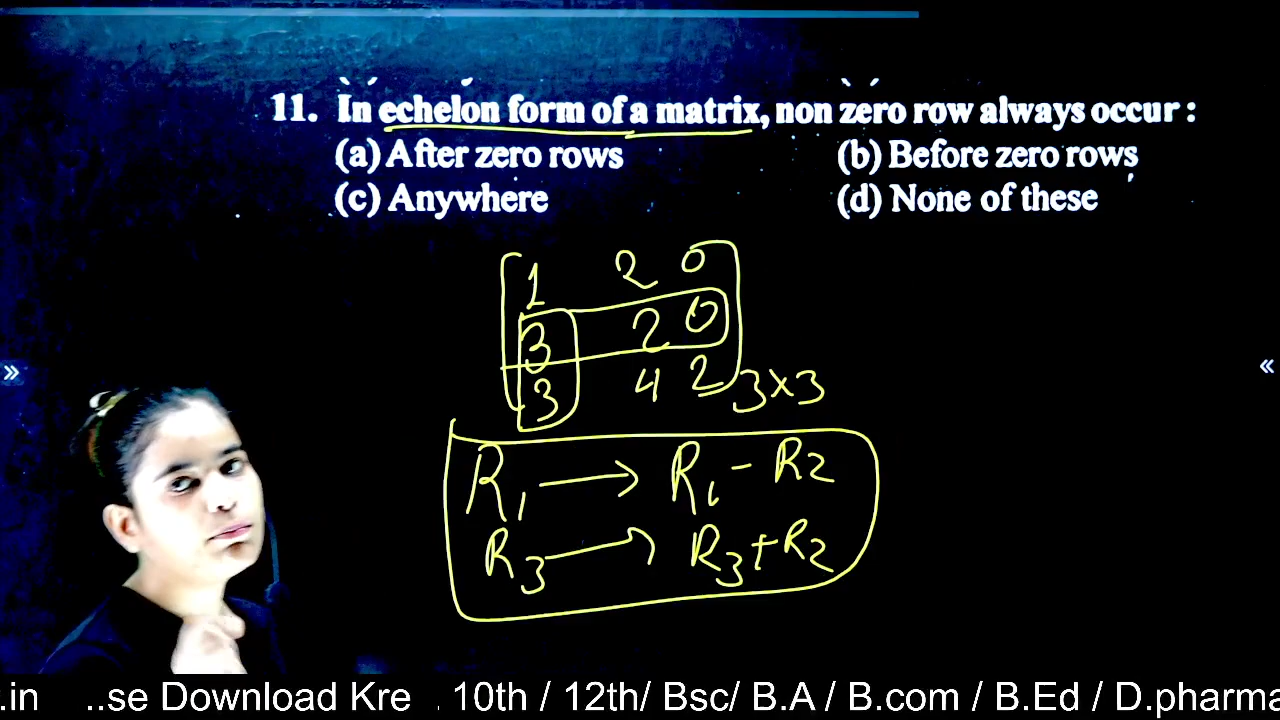 11. In echelon form of a matrix, non zero row always occur :
(a) After zero rows (b) Before zero rows
(c) Anywhere (d) None of these
1 2 0
3 2 0
3 4 2 3×3
R1 → R1 - R2
R3 → R3 + R2
» «
.in ..se Download Kre . 10th / 12th/ Bsc/ B.A / B.com / B.Ed / D.pharma